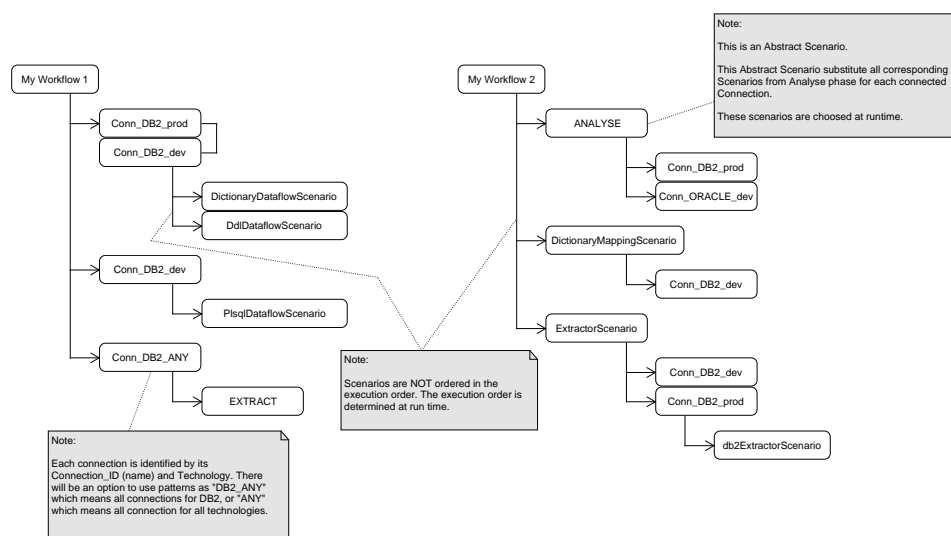 My Workflow 1
Conn_DB2_prod
Conn_DB2_dev
DictionaryDataflowScenario
DdlDataflowScenario
Conn_DB2_dev
PlsqlDataflowScenario
Conn_DB2_ANY
EXTRACT
Note:
Each connection is identified by its
Connection_ID (name) and Technology. There
will be an option to use patterns as "DB2_ANY"
which means all connections for DB2, or "ANY"
which means all connection for all technologies.
Note:
Scenarios are NOT ordered in the
execution order. The execution order is
determined at run time.
My Workflow 2
ANALYSE
Conn_DB2_prod
Conn_ORACLE_dev
DictionaryMappingScenario
Conn_DB2_dev
ExtractorScenario
Conn_DB2_dev
Conn_DB2_prod
db2ExtractorScenario
Note:
This is an Abstract Scenario.
This Abstract Scenario substitute all corresponding
Scenarios from Analyse phase for each connected
Connection.
These scenarios are choosed at runtime.